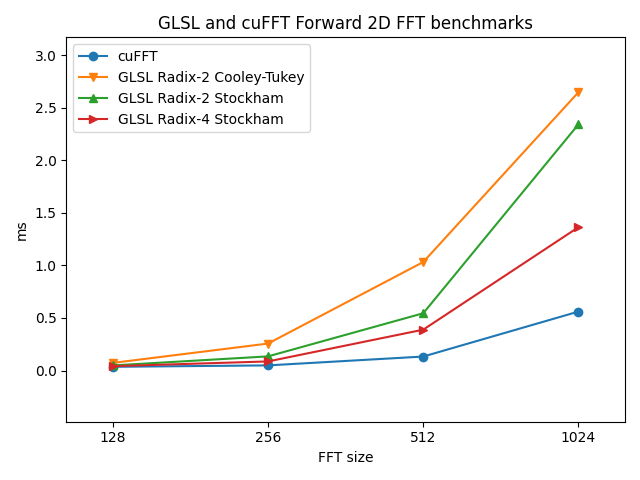 GLSL and cuFFT Forward 2D FFT benchmarks
cuFFT
GLSL Radix-2 Cooley-Tukey
GLSL Radix-2 Stockham
GLSL Radix-4 Stockham
3.0
2.5
2.0
1.5
1.0
0.5
0.0
ms
128
256
512
1024
FFT size